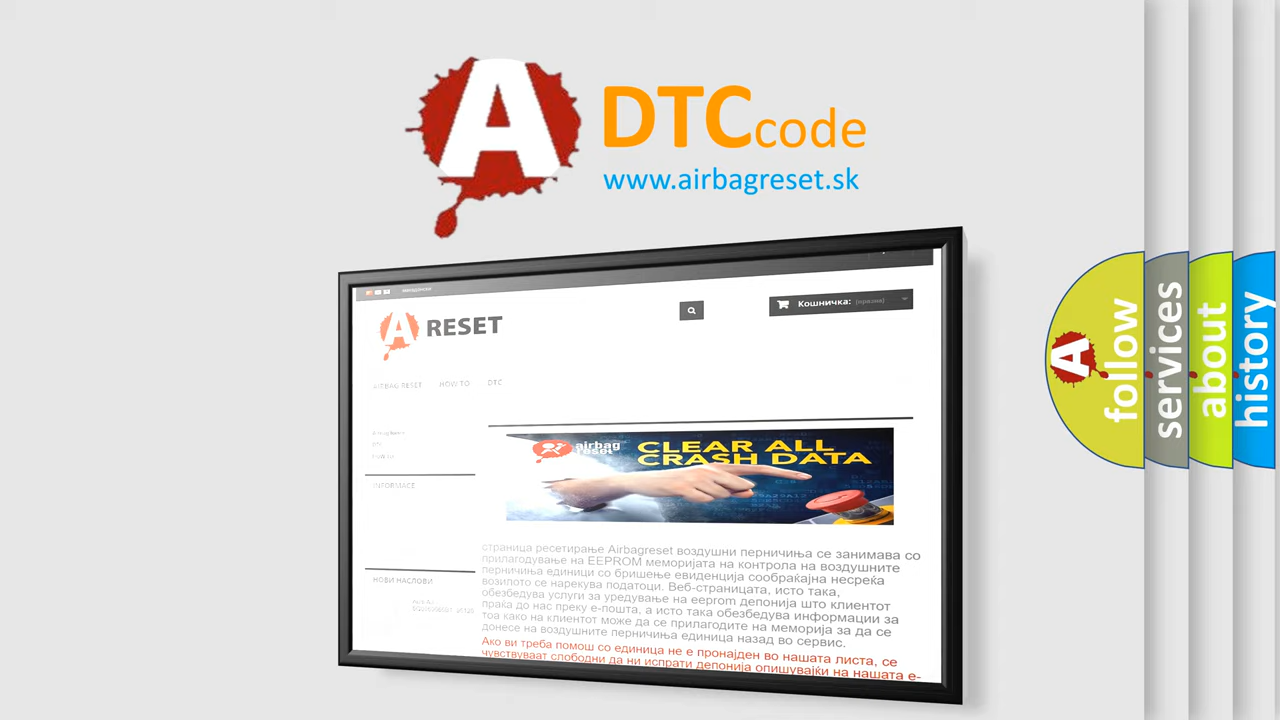 A DTCcode
www.airbagreset.sk
A RESET
Кошничка: (празна)
AIRBAG RESET HOW TO DTC
airbag reset
CLEAR ALL
CRASH DATA
INFORMACE
НОВИ НАСЛОВИ
страница ресетирање Airbagreset воздушни перничиња се занимава со
прилагодување на EEPROM меморијата на контрола на воздушните
перничиња единици со бришење евиденција сообраќајна несреќа
возилото се нарекува податоци. Веб-страницата, исто така,
обезбедува услуги за уредување на eeprom депонија што клиентот
праќа до нас преку е-пошта, а исто така обезбедува информации за
тоа како на клиентот може да се прилагодите на меморија за да се
донесе на воздушните перничиња единица назад во сервис.
Ако ви треба помош со единица не е пронајден во нашата листа, се
чувствуваат слободни да ни испрати депонија опишувајќи на нашата е-
A follow
services
about
history